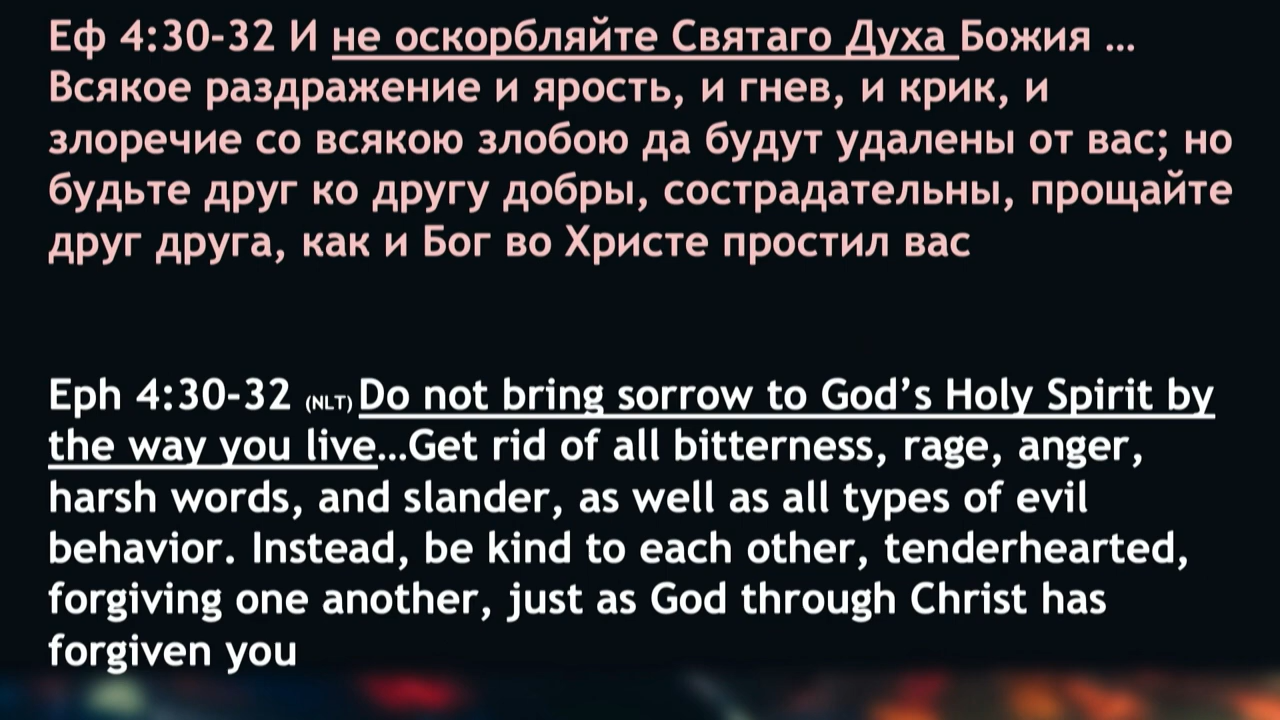 Еф 4:30-32 И не оскорбляйте Святаго Духа Божия ...
Всякое раздражение и ярость, и гнев, и крик, и
злоречие со всякою злобою да будут удалены от вас; но
будьте друг ко другу добры, сострадательны, прощайте
друг друга, как и Бог во Христе простил вас
Eph 4:30-32 (NLT) Do not bring sorrow to God’s Holy Spirit by
the way you live...Get rid of all bitterness, rage, anger,
harsh words, and slander, as well as all types of evil
behavior. Instead, be kind to each other, tenderhearted,
forgiving one another, just as God through Christ has
forgiven you